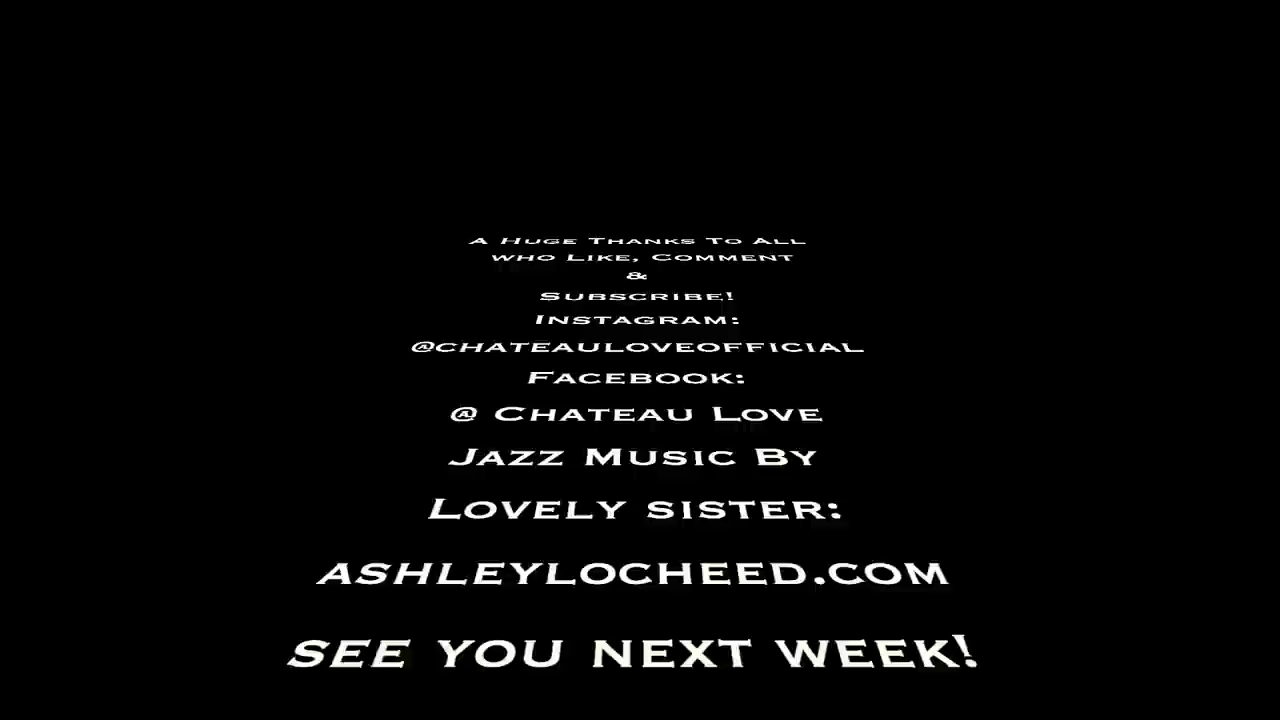 A Huge Thanks To All
who Like, Comment
&
Subscribe!
Instagram:
@chateauloveofficial
Facebook:
@ Chateau Love
Jazz Music By
Lovely sister:
ashleylocheed.com
see you next week!